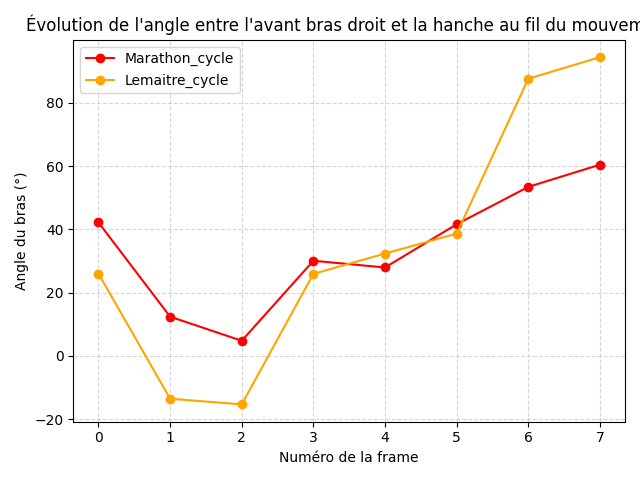 Évolution de l'angle entre l'avant bras droit et la hanche au fil du mouvem
Marathon_cycle
Lemaitre_cycle
Angle du bras (°)
80
60
40
20
0
−20
0 1 2 3 4 5 6 7
Numéro de la frame